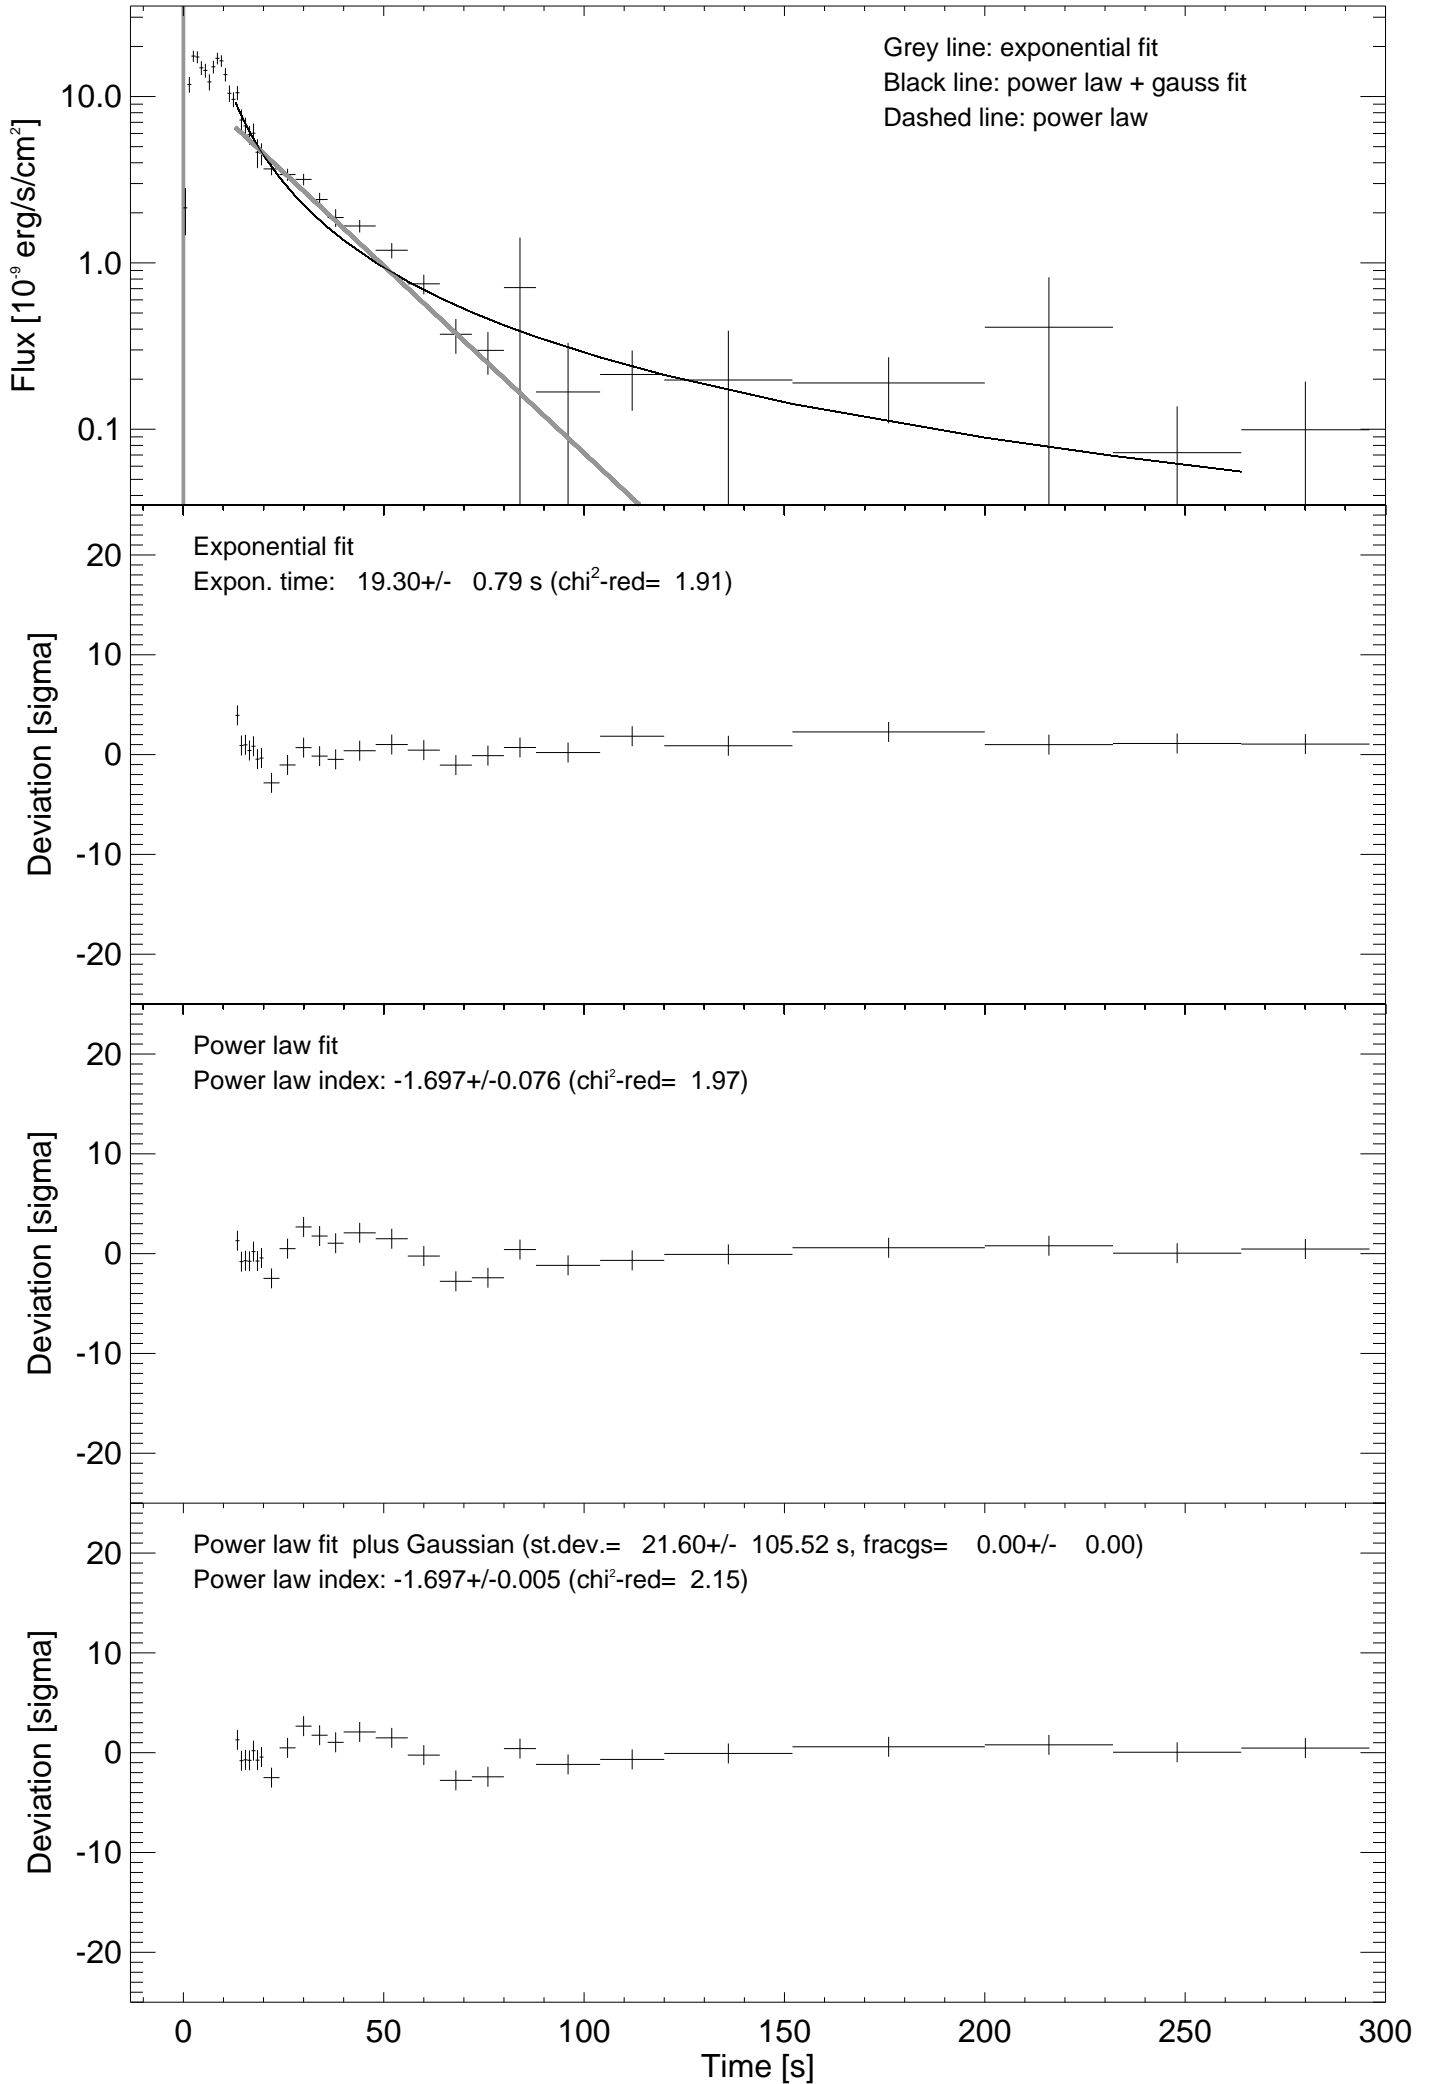 Grey line: exponential fit
Black line: power law + gauss fit
Dashed line: power law
Flux [10⁻⁹ erg/s/cm²]
10.0
1.0
0.1
Exponential fit
Expon. time: 19.30+/- 0.79 s (chi²-red= 1.91)
Deviation [sigma]
20
10
0
-10
-20
Power law fit
Power law index: -1.697+/-0.076 (chi²-red= 1.97)
Deviation [sigma]
20
10
0
-10
-20
Power law fit plus Gaussian (st.dev.= 21.60+/- 105.52 s, fracgs= 0.00+/- 0.00)
Power law index: -1.697+/-0.005 (chi²-red= 2.15)
Deviation [sigma]
20
10
0
-10
-20
0 50 100 150 200 250 300
Time [s]